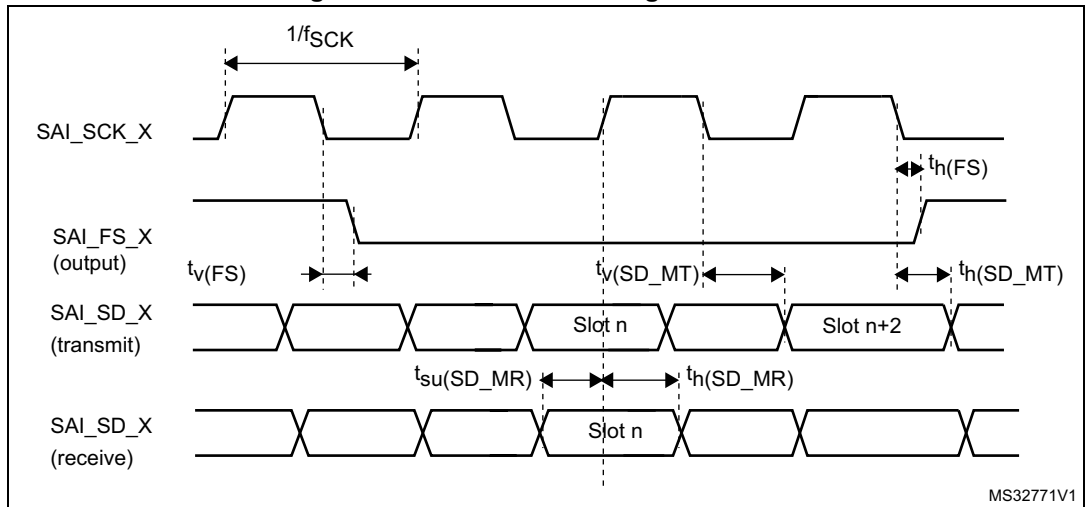 1/fSCK
SAI_SCK_X
th(FS)
SAI_FS_X
(output)
tv(FS)
tv(SD_MT)
th(SD_MT)
SAI_SD_X
(transmit)
Slot n
Slot n+2
tsu(SD_MR)
th(SD_MR)
SAI_SD_X
(receive)
Slot n
MS32771V1